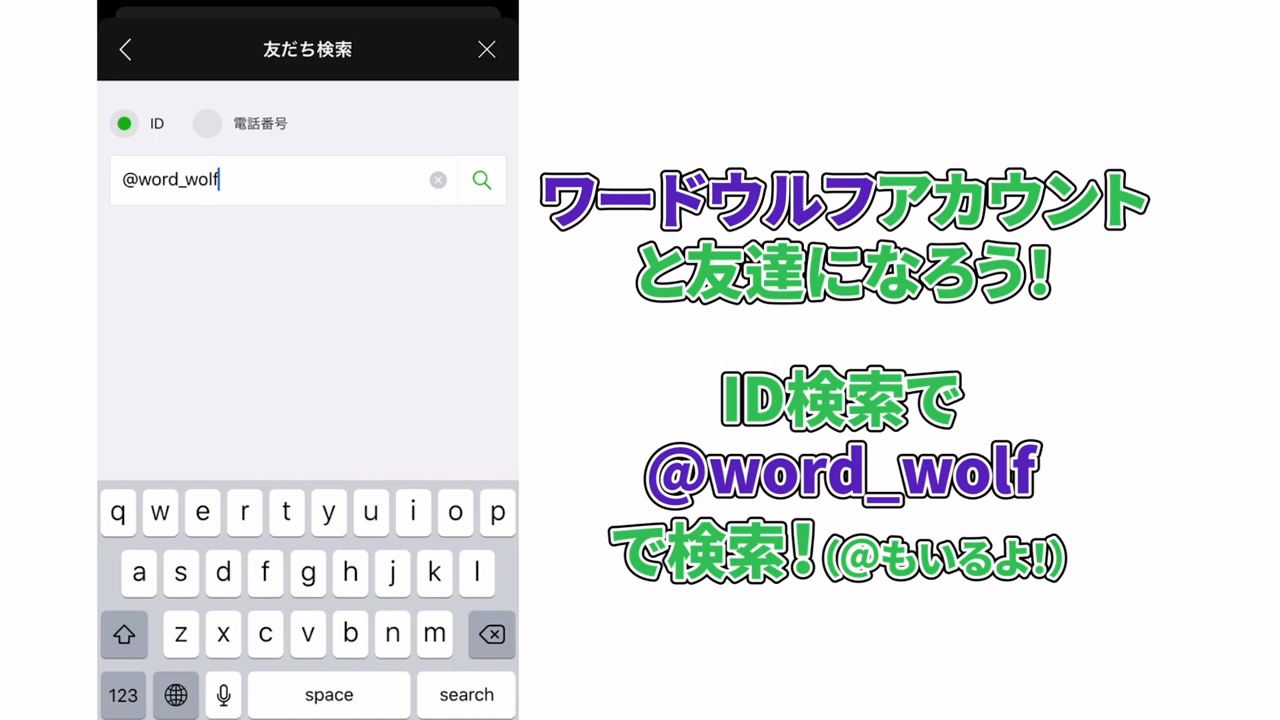 友だち検索
ID 電話番号
@word_wolf
ワードウルフアカウント
と友達になろう!
ID検索で
@word_wolf
で検索!(@もいるよ!)
q w e r t y u i o p
a s d f g h j k l
z x c v b n m
123 space search